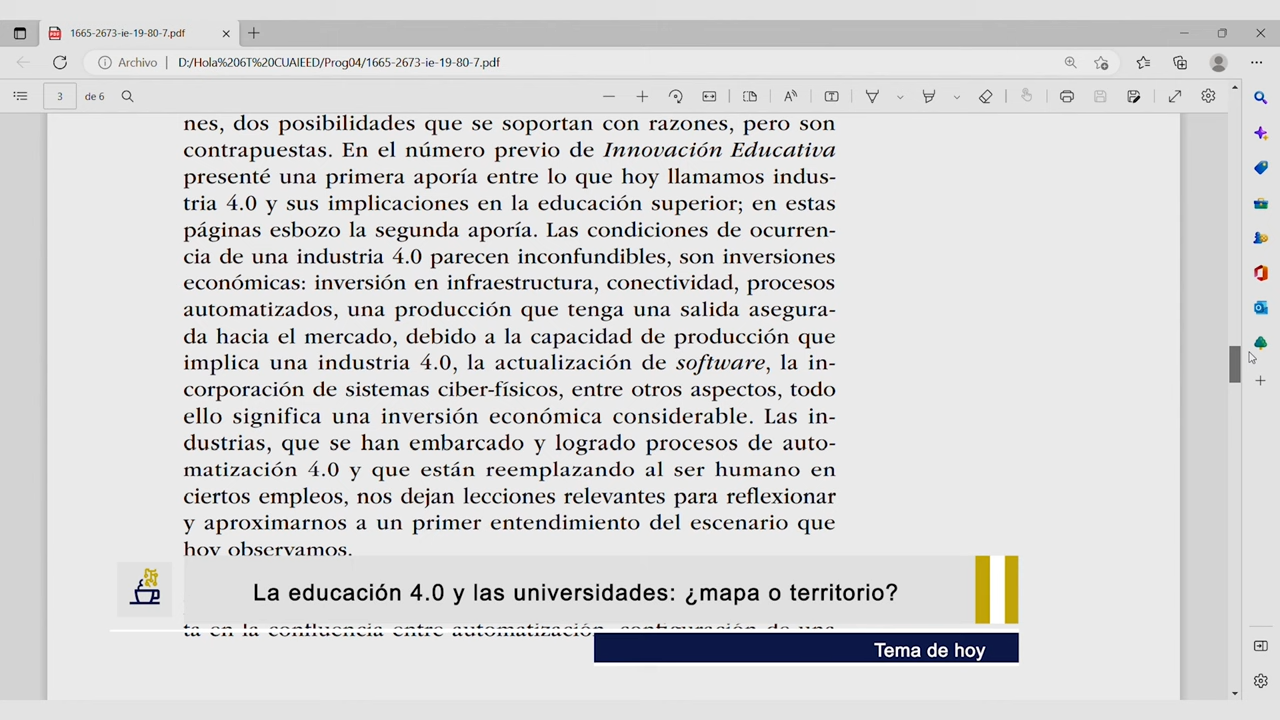 1665-2673-ie-19-80-7.pdf
Archivo D:/Hola%206T%20CUAIEED/Prog04/1665-2673-ie-19-80-7.pdf
3 de 6
nes, dos posibilidades que se soportan con razones, pero son
contrapuestas. En el número previo de Innovación Educativa
presenté una primera aporía entre lo que hoy llamamos indus-
tria 4.0 y sus implicaciones en la educación superior; en estas
páginas esbozo la segunda aporía. Las condiciones de ocurren-
cia de una industria 4.0 parecen inconfundibles, son inversiones
económicas: inversión en infraestructura, conectividad, procesos
automatizados, una producción que tenga una salida asegura-
da hacia el mercado, debido a la capacidad de producción que
implica una industria 4.0, la actualización de software, la in-
corporación de sistemas ciber-físicos, entre otros aspectos, todo
ello significa una inversión económica considerable. Las in-
dustrias, que se han embarcado y logrado procesos de auto-
matización 4.0 y que están reemplazando al ser humano en
ciertos empleos, nos dejan lecciones relevantes para reflexionar
y aproximarnos a un primer entendimiento del escenario que
hoy observamos.
La educación 4.0 y las universidades: ¿mapa o territorio?
ta en la confluencia entre automatización, configuración de una
Tema de hoy